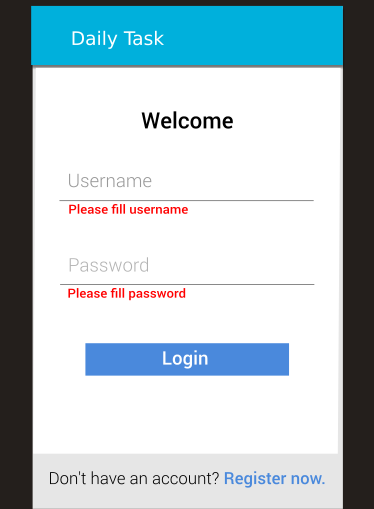 Daily Task
Welcome
Username
Please fill username
Password
Please fill password
Login
Don't have an account? Register now.